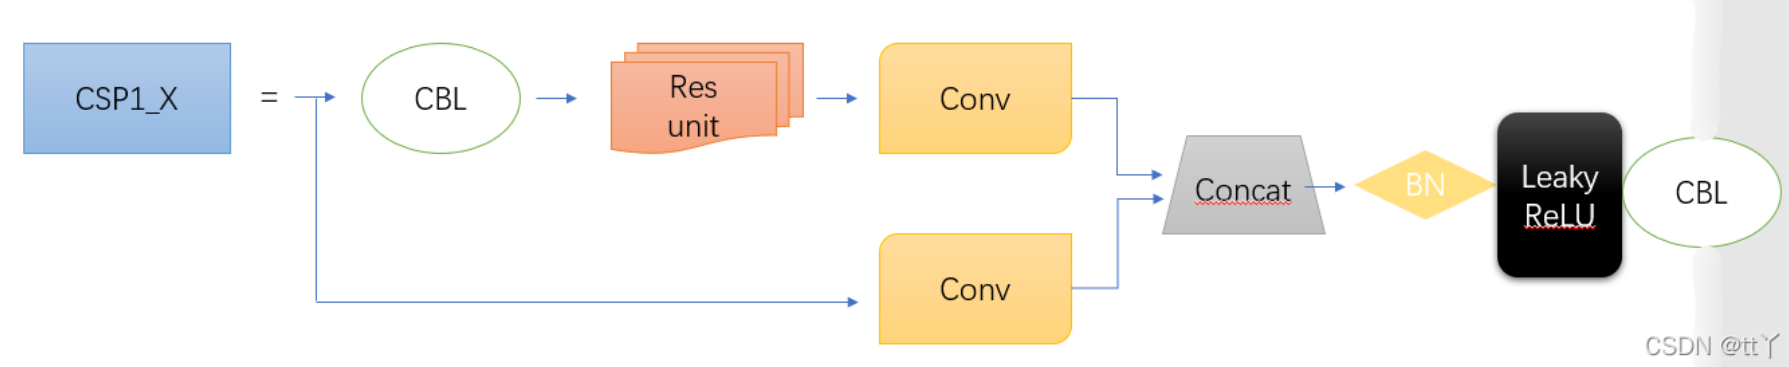 CSP1_X
=
CBL
Res
unit
Conv
Conv
Concat
BN
Leaky
ReLU
CBL
CSDN @tt丫